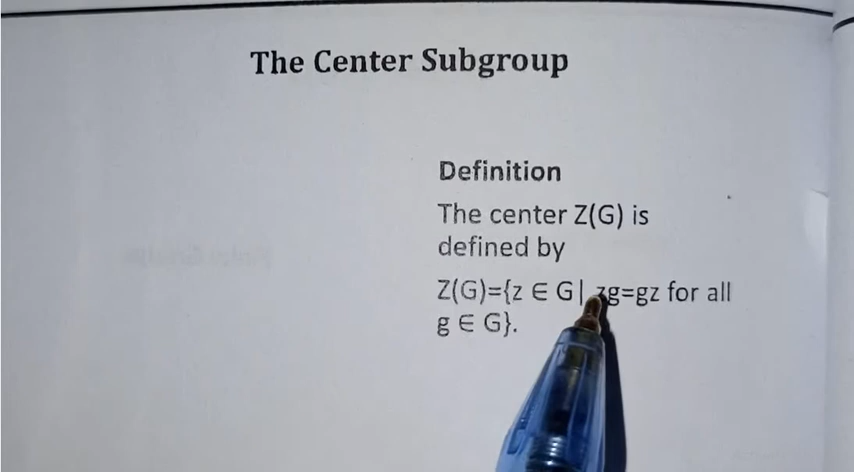 The Center Subgroup
Definition
The center Z(G) is
defined by
Z(G)={z ∈ G| zg=gz for all
g ∈ G}.